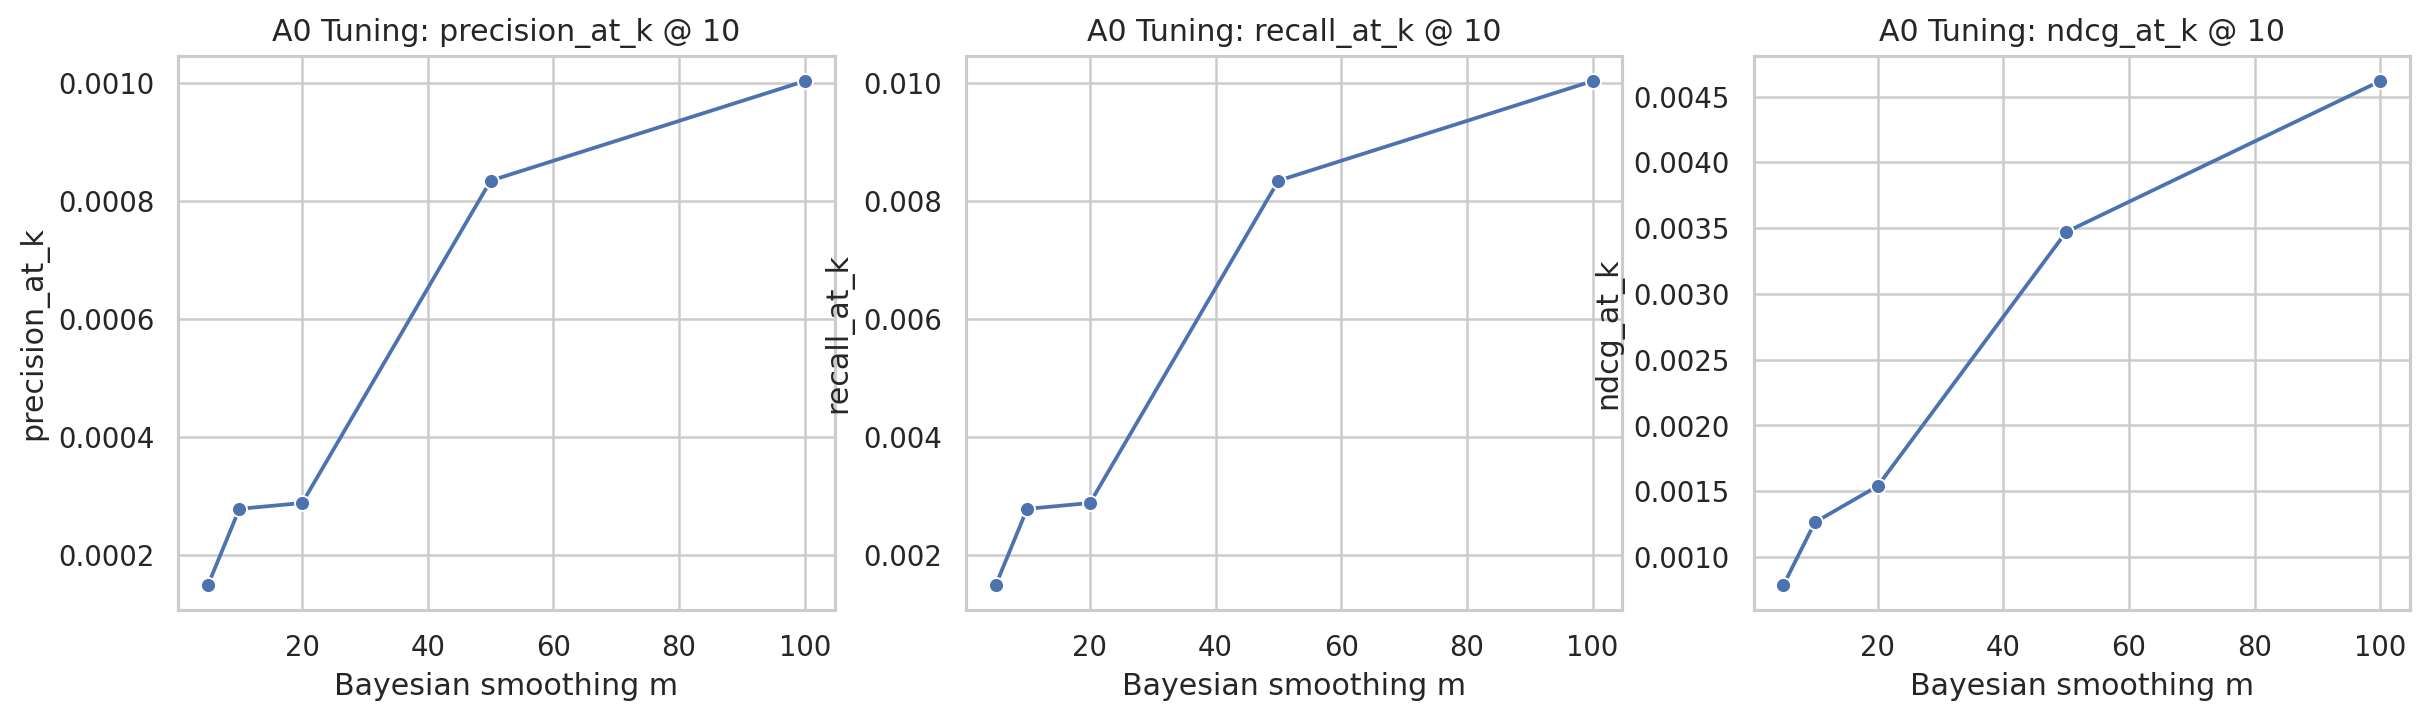 A0 Tuning: precision_at_k @ 10
precision_at_k
0.0010
0.0008
0.0006
0.0004
0.0002
20 40 60 80 100
Bayesian smoothing m
A0 Tuning: recall_at_k @ 10
recall_at_k
0.010
0.008
0.006
0.004
0.002
20 40 60 80 100
Bayesian smoothing m
A0 Tuning: ndcg_at_k @ 10
ndcg_at_k
0.0045
0.0040
0.0035
0.0030
0.0025
0.0020
0.0015
0.0010
20 40 60 80 100
Bayesian smoothing m